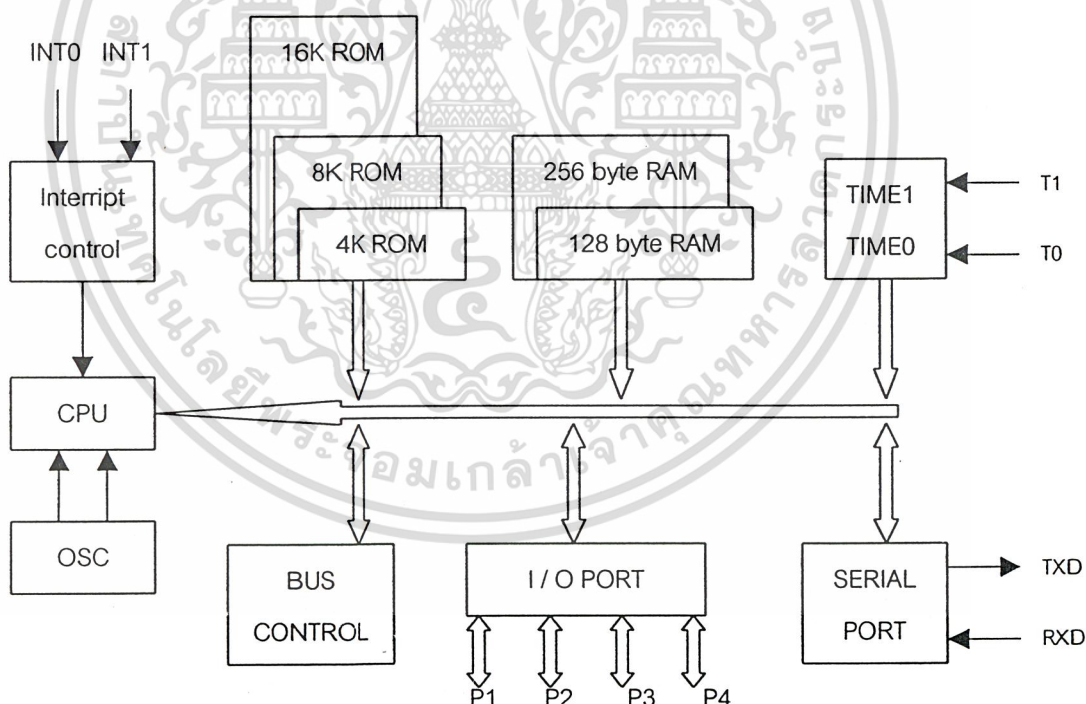 INT0 INT1
Interript
control
CPU
OSC
16K ROM
8K ROM
4K ROM
256 byte RAM
128 byte RAM
TIME1
TIME0
T1
T0
BUS
CONTROL
I / O PORT
P1 P2 P3 P4
SERIAL
PORT
TXD
RXD